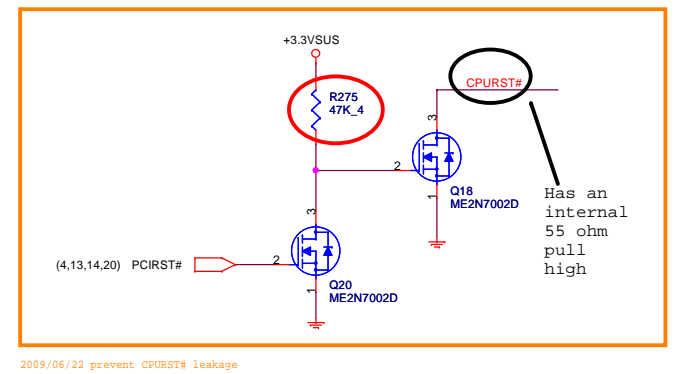 +3.3VSUS
CPURST#
R275
47K_4
3
2
Q18
ME2N7002D
1
Has an
internal
55 ohm
pull
high
3
(4,13,14,20) PCIRST#
2
Q20
ME2N7002D
1
2009/06/22 prevent CPURST# leakage